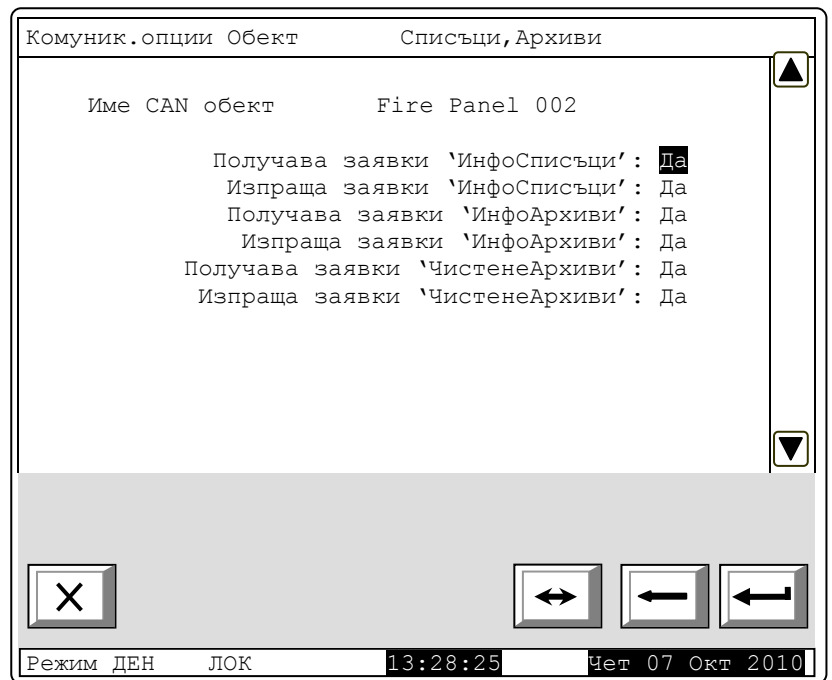 Комуник.опции Обект Списъци,Архиви
Име CAN обект Fire Panel 002
Получава заявки ‘ИнфоСписъци’: Да
Изпраща заявки ‘ИнфоСписъци’: Да
Получава заявки ‘ИнфоАрхиви’: Да
Изпраща заявки ‘ИнфоАрхиви’: Да
Получава заявки ‘ЧистенеАрхиви’: Да
Изпраща заявки ‘ЧистенеАрхиви’: Да
Режим ДЕН ЛОК 13:28:25 Чет 07 Окт 2010